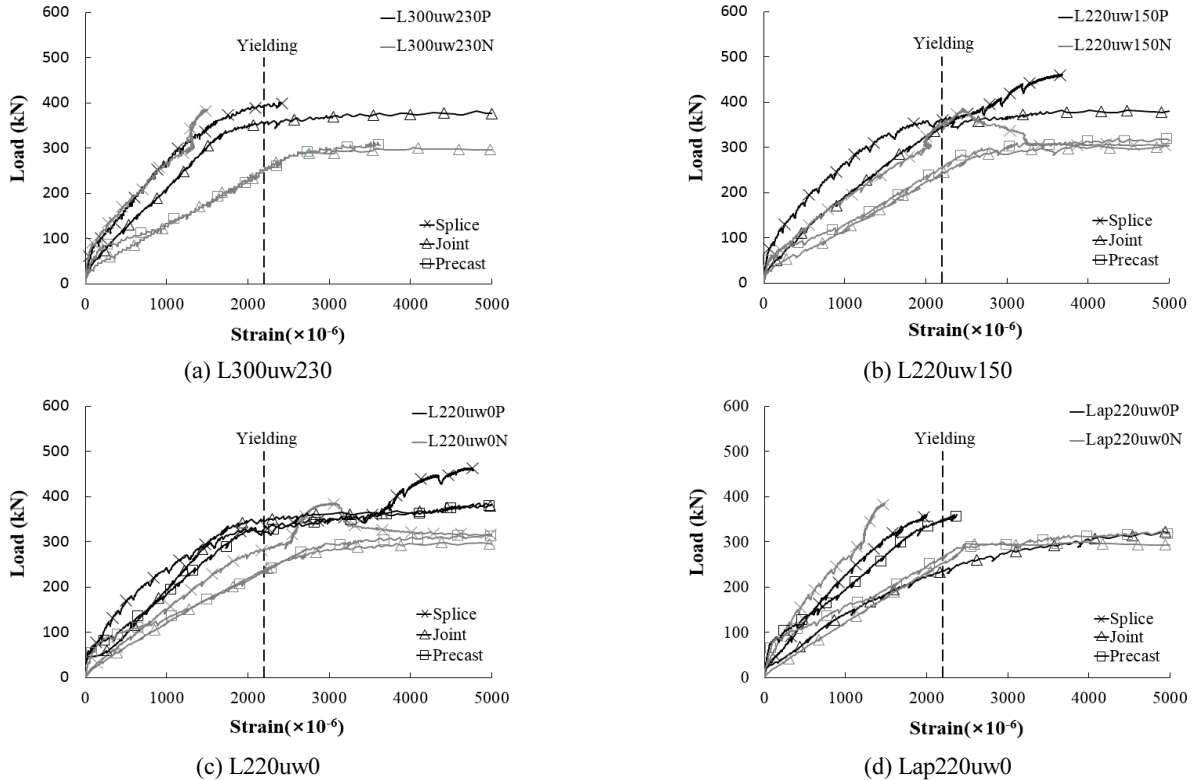 L300uw230P
L300uw230N
Yielding
Load (kN)
600
500
400
300
200
100
0
Splice
Joint
Precast
0 1000 2000 3000 4000 5000
Strain(×10⁻⁶)
(a) L300uw230
L220uw150P
L220uw150N
Yielding
Load (kN)
600
500
400
300
200
100
0
Splice
Joint
Precast
0 1000 2000 3000 4000 5000
Strain(×10⁻⁶)
(b) L220uw150
L220uw0P
L220uw0N
Yielding
Load (kN)
600
500
400
300
200
100
0
Splice
Joint
Precast
0 1000 2000 3000 4000 5000
Strain(×10⁻⁶)
(c) L220uw0
Lap220uw0P
Lap220uw0N
Yielding
Load (kN)
600
500
400
300
200
100
0
Splice
Joint
Precast
0 1000 2000 3000 4000 5000
Strain(×10⁻⁶)
(d) Lap220uw0